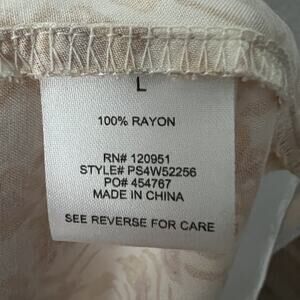 L
100% RAYON
RN# 120951
STYLE# PS4W52256
PO# 454767
MADE IN CHINA
SEE REVERSE FOR CARE